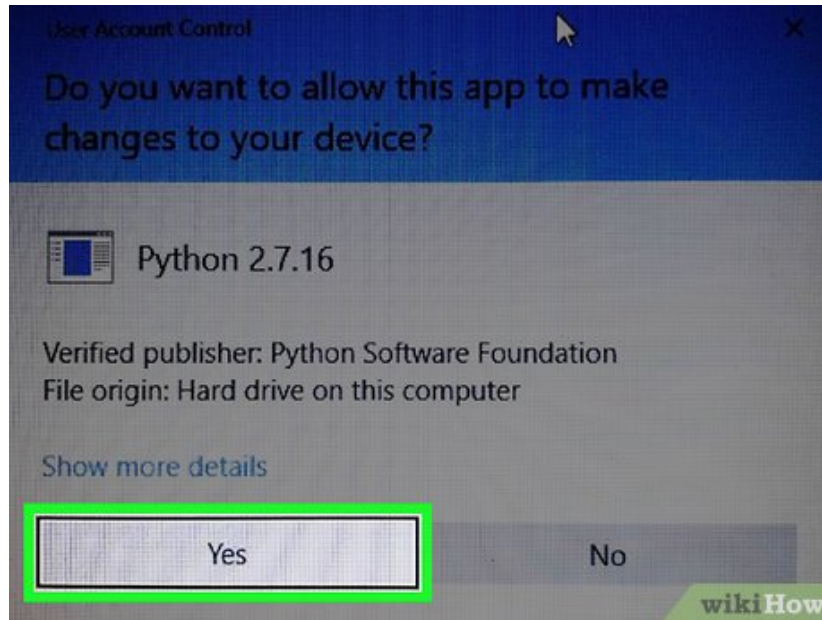 User Account Control
Do you want to allow this app to make
changes to your device?
Python 2.7.16
Verified publisher: Python Software Foundation
File origin: Hard drive on this computer
Show more details
Yes
No
wikiHow